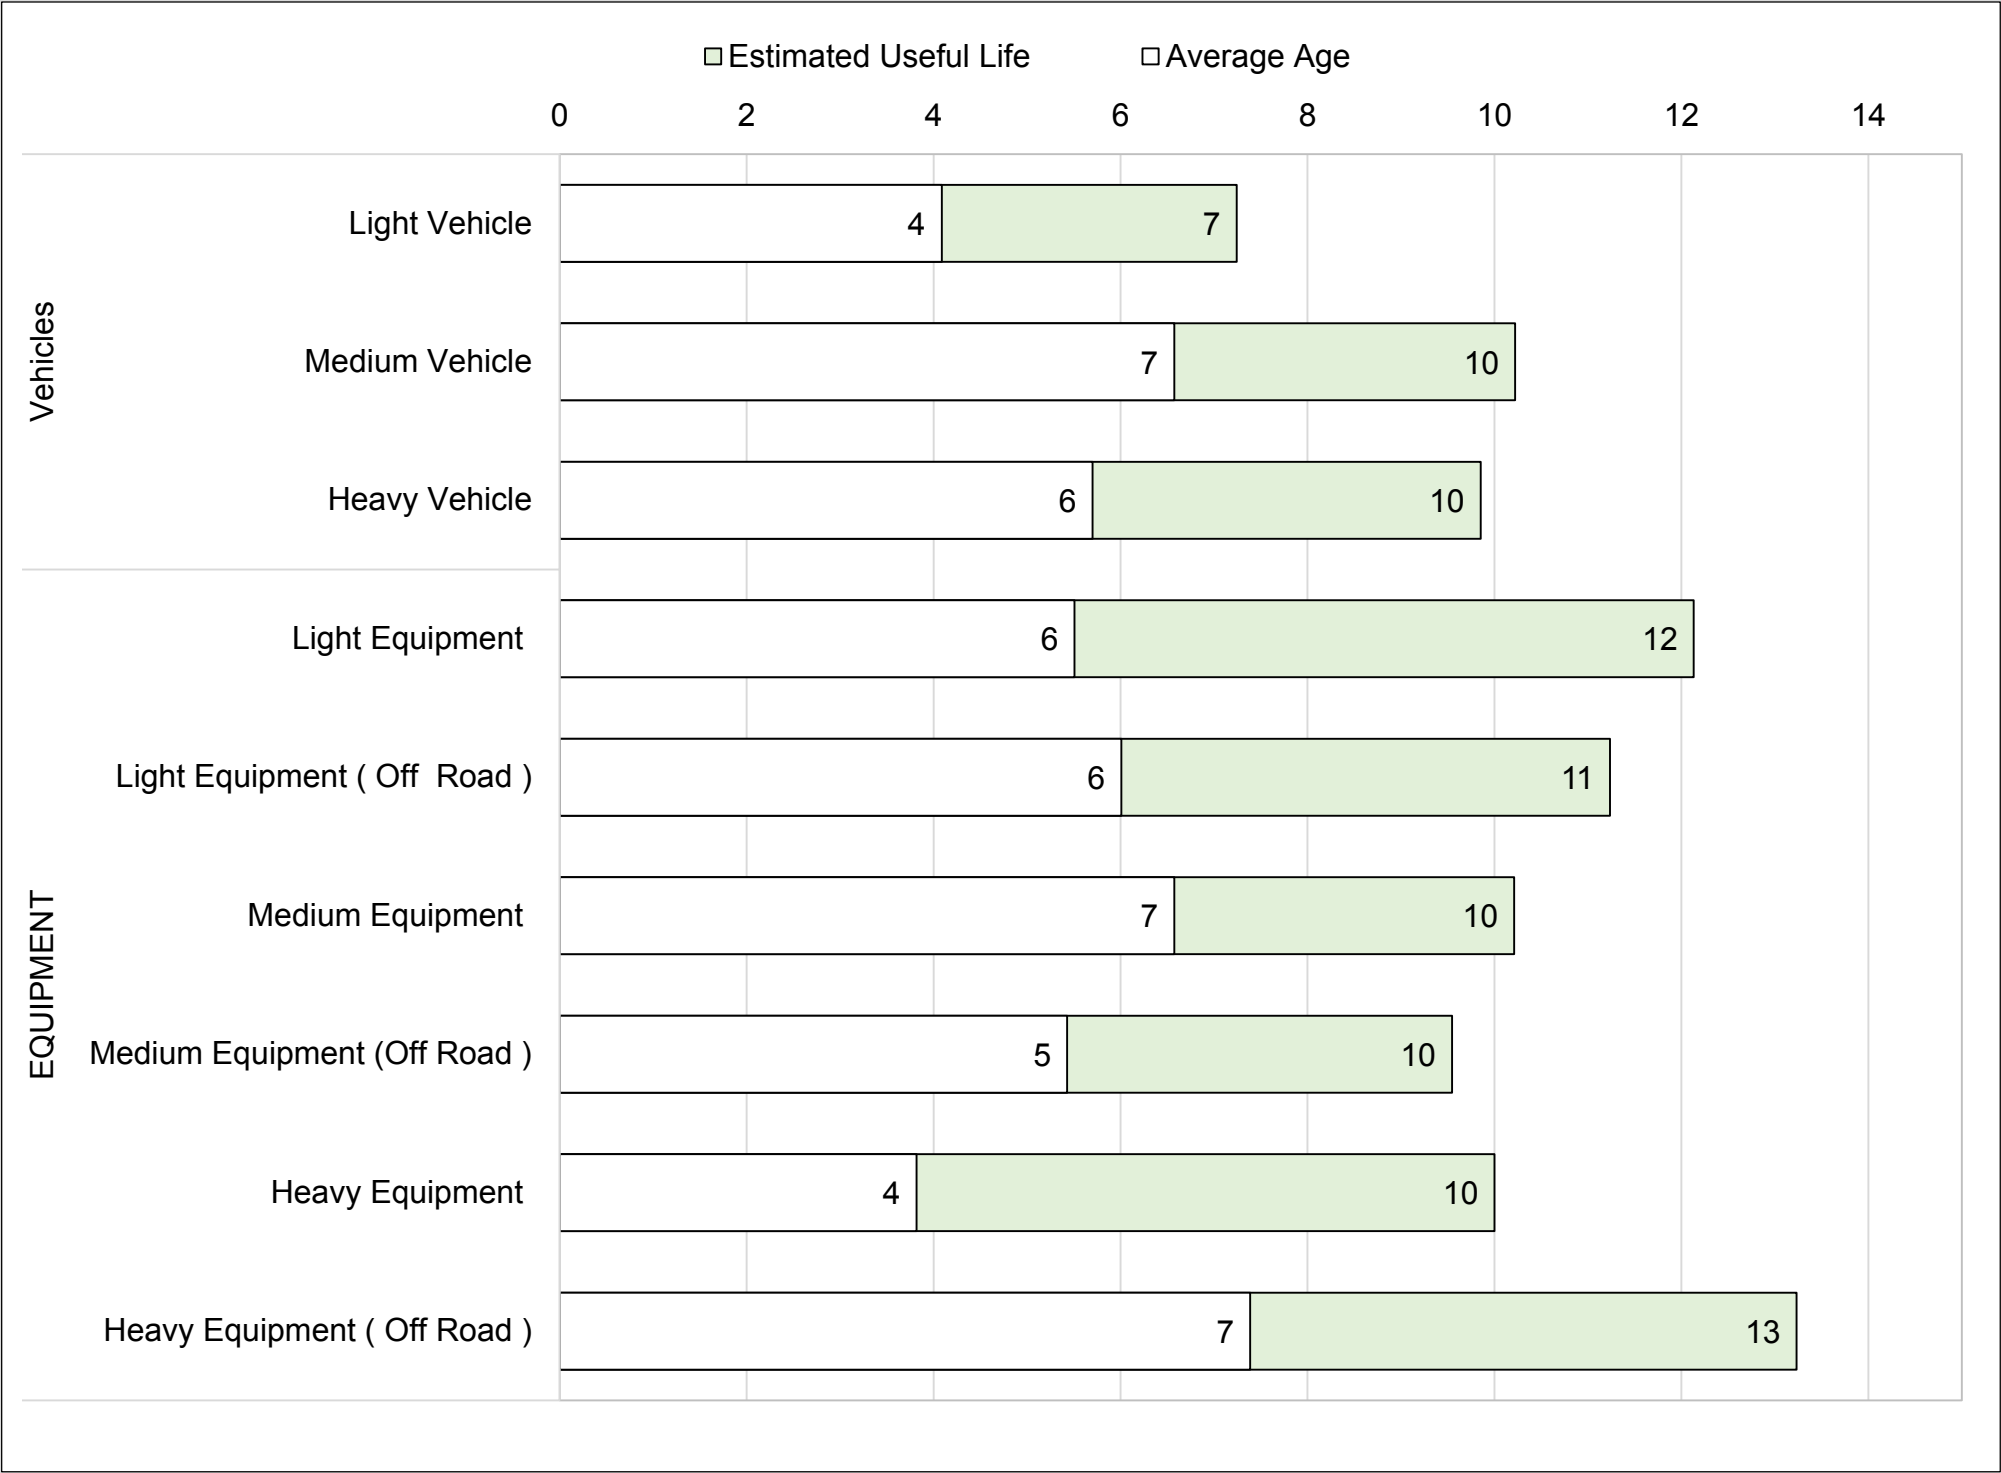 Estimated Useful Life Average Age
0 2 4 6 8 10 12 14
Vehicles
Light Vehicle 4 7
Medium Vehicle 7 10
Heavy Vehicle 6 10
EQUIPMENT
Light Equipment 6 12
Light Equipment ( Off  Road ) 6 11
Medium Equipment 7 10
Medium Equipment (Off Road ) 5 10
Heavy Equipment 4 10
Heavy Equipment ( Off Road ) 7 13